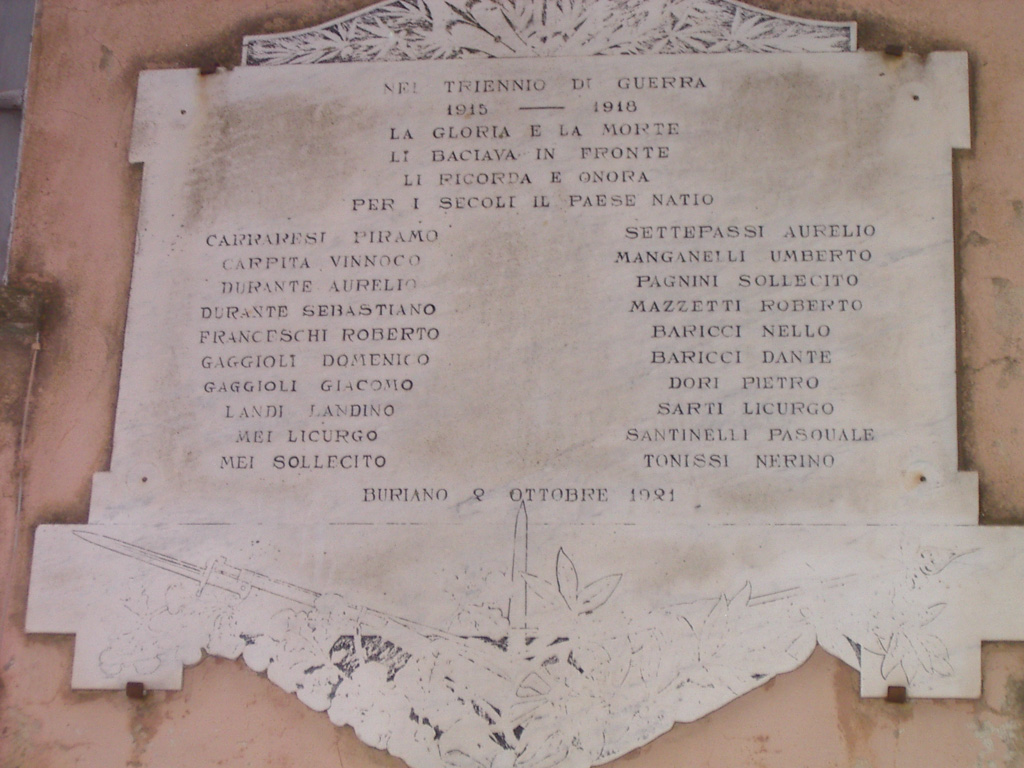 NEL TRIENNIO DI GUERRA
1915 — 1918
LA GLORIA E LA MORTE
LI BACIAVA IN FRONTE
LI RICORDA E ONORA
PER I SECOLI IL PAESE NATIO
CARRARESI PIRAMO
CARPITA VINNOCO
DURANTE AURELIO
DURANTE SEBASTIANO
FRANCESCHI ROBERTO
GAGGIOLI DOMENICO
GAGGIOLI GIACOMO
LANDI LANDINO
MEI LICURGO
MEI SOLLECITO
SETTEPASSI AURELIO
MANGANELLI UMBERTO
PAGNINI SOLLECITO
MAZZETTI ROBERTO
BARICCI NELLO
BARICCI DANTE
DORI PIETRO
SARTI LICURGO
SANTINELLI PASQUALE
TONISSI NERINO
BURIANO 2 OTTOBRE 1921